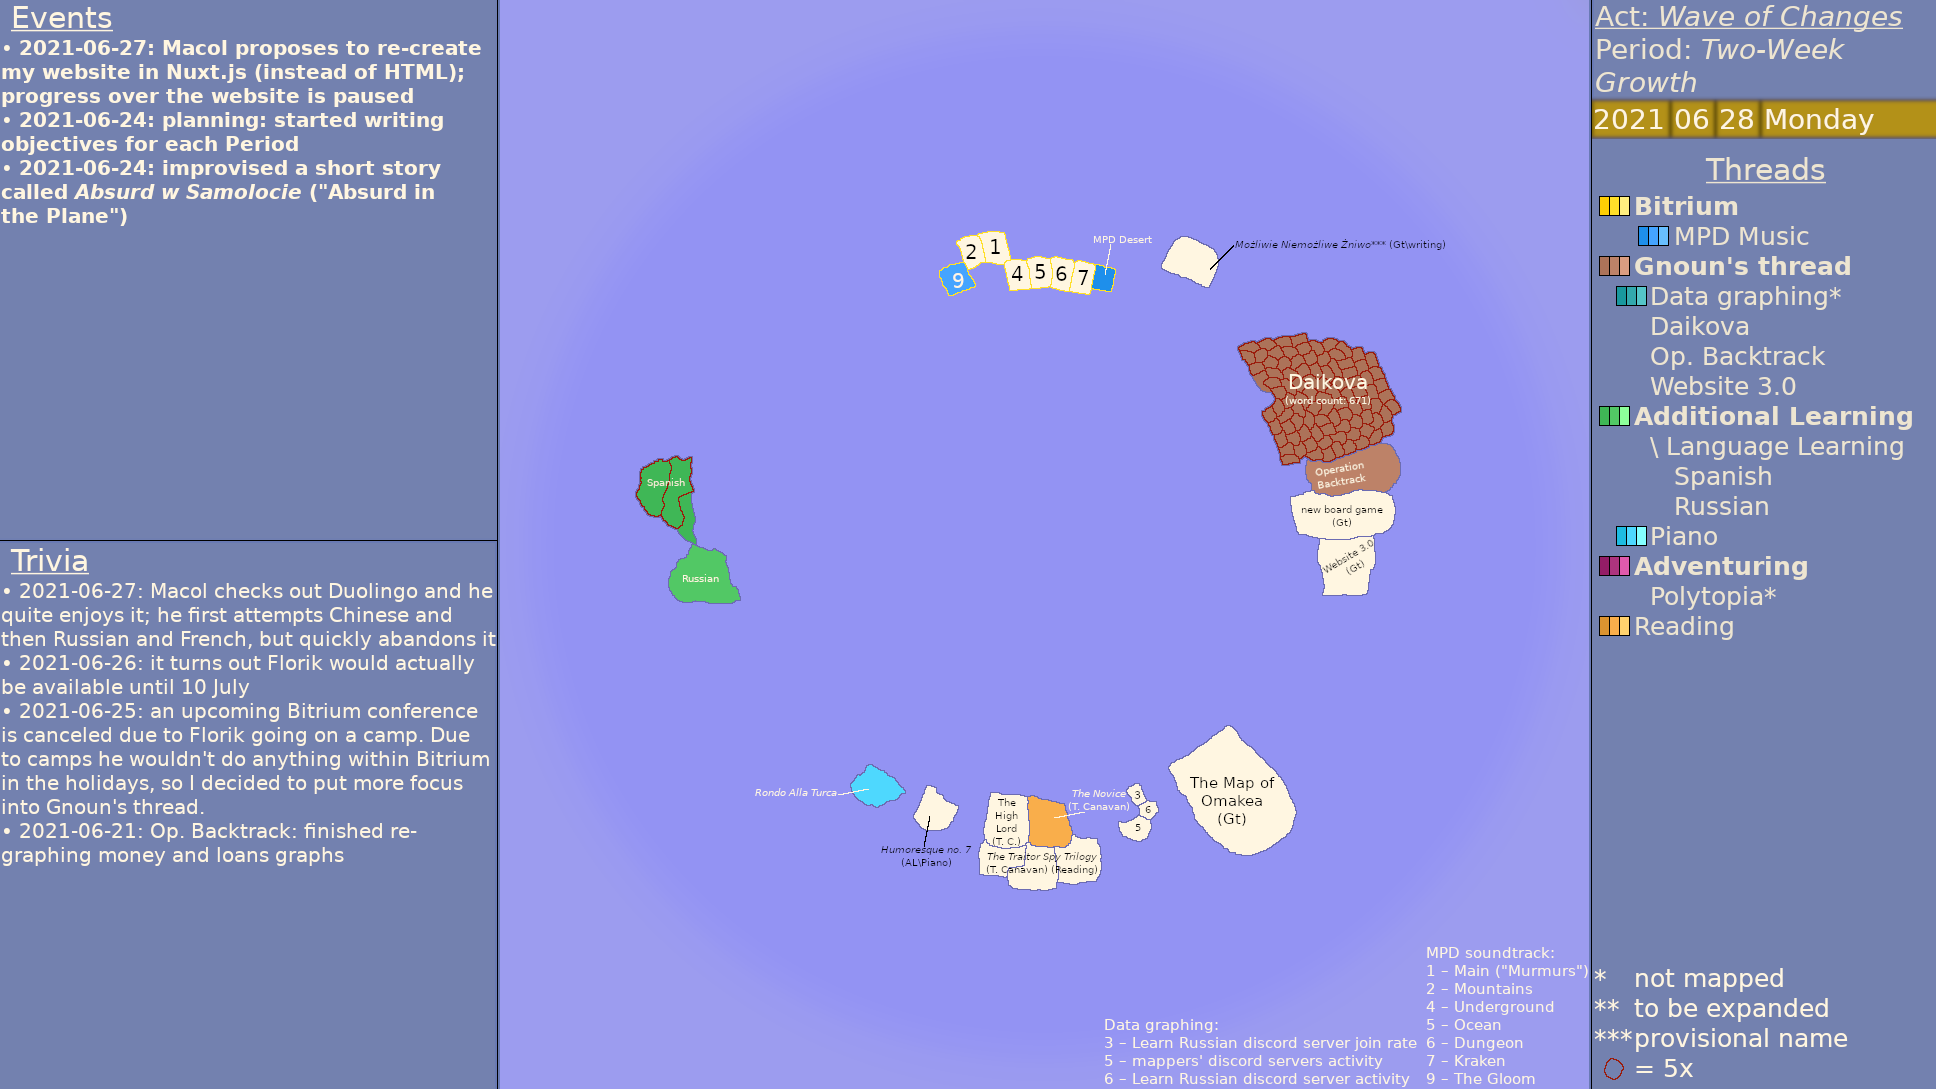 Events
• 2021-06-27: Macol proposes to re-create
my website in Nuxt.js (instead of HTML);
progress over the website is paused
• 2021-06-24: planning: started writing
objectives for each Period
• 2021-06-24: improvised a short story
called Absurd w Samolocie ("Absurd in
the Plane")
Trivia
• 2021-06-27: Macol checks out Duolingo and he
quite enjoys it; he first attempts Chinese and
then Russian and French, but quickly abandons it
• 2021-06-26: it turns out Florik would actually
be available until 10 July
• 2021-06-25: an upcoming Bitrium conference
is canceled due to Florik going on a camp. Due
to camps he wouldn't do anything within Bitrium
in the holidays, so I decided to put more focus
into Gnoun's thread.
• 2021-06-21: Op. Backtrack: finished re-
graphing money and loans graphs
2 1
9
4 5 6 7
MPD Desert
Możliwie Niemożliwe Żniwo*** (Gt\writing)
Daikova
(word count: 671)
Operation
Backtrack
new board game
(Gt)
Website 3.0
(Gt)
Spanish
Russian
Rondo Alla Turca
Humoresque no. 7
(AL\Piano)
The
High
Lord
(T. C.)
The Novice
(T. Canavan)
The Traitor Spy Trilogy
(T. Canavan) (Reading)
3
6
5
The Map of
Omakea
(Gt)
Data graphing:
3 – Learn Russian discord server join rate
5 – mappers' discord servers activity
6 – Learn Russian discord server activity
MPD soundtrack:
1 – Main ("Murmurs")
2 – Mountains
4 – Underground
5 – Ocean
6 – Dungeon
7 – Kraken
9 – The Gloom
Act: Wave of Changes
Period: Two-Week
Growth
2021 06 28 Monday
Threads
Bitrium
MPD Music
Gnoun's thread
Data graphing*
Daikova
Op. Backtrack
Website 3.0
Additional Learning
\ Language Learning
Spanish
Russian
Piano
Adventuring
Polytopia*
Reading
* not mapped
** to be expanded
*** provisional name
= 5x